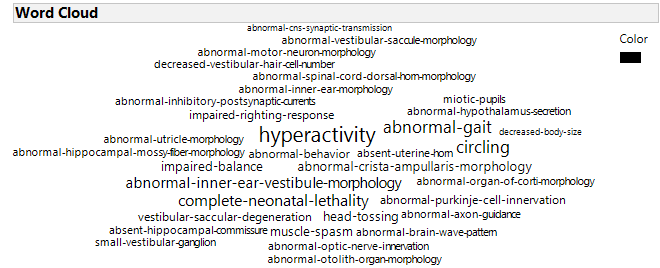 Word Cloud
abnormal-cns-synaptic-transmission
Color
abnormal-vestibular-saccule-morphology
abnormal-motor-neuron-morphology
decreased-vestibular-hair-cell-number
abnormal-spinal-cord-dorsal-horn-morphology
abnormal-inner-ear-morphology
abnormal-inhibitory-postsynaptic-currents
miotic-pupils
impaired-righting-response
abnormal-hypothalamus-secretion
hyperactivity
abnormal-gait
decreased-body-size
abnormal-utricle-morphology
circling
abnormal-hippocampal-mossy-fiber-morphology
abnormal-behavior
absent-uterine-horn
impaired-balance
abnormal-crista-ampullaris-morphology
abnormal-inner-ear-vestibule-morphology
abnormal-organ-of-corti-morphology
complete-neonatal-lethality
abnormal-purkinje-cell-innervation
vestibular-saccular-degeneration
head-tossing
abnormal-axon-guidance
absent-hippocampal-commissure
muscle-spasm
abnormal-brain-wave-pattern
small-vestibular-ganglion
abnormal-optic-nerve-innervation
abnormal-otolith-organ-morphology